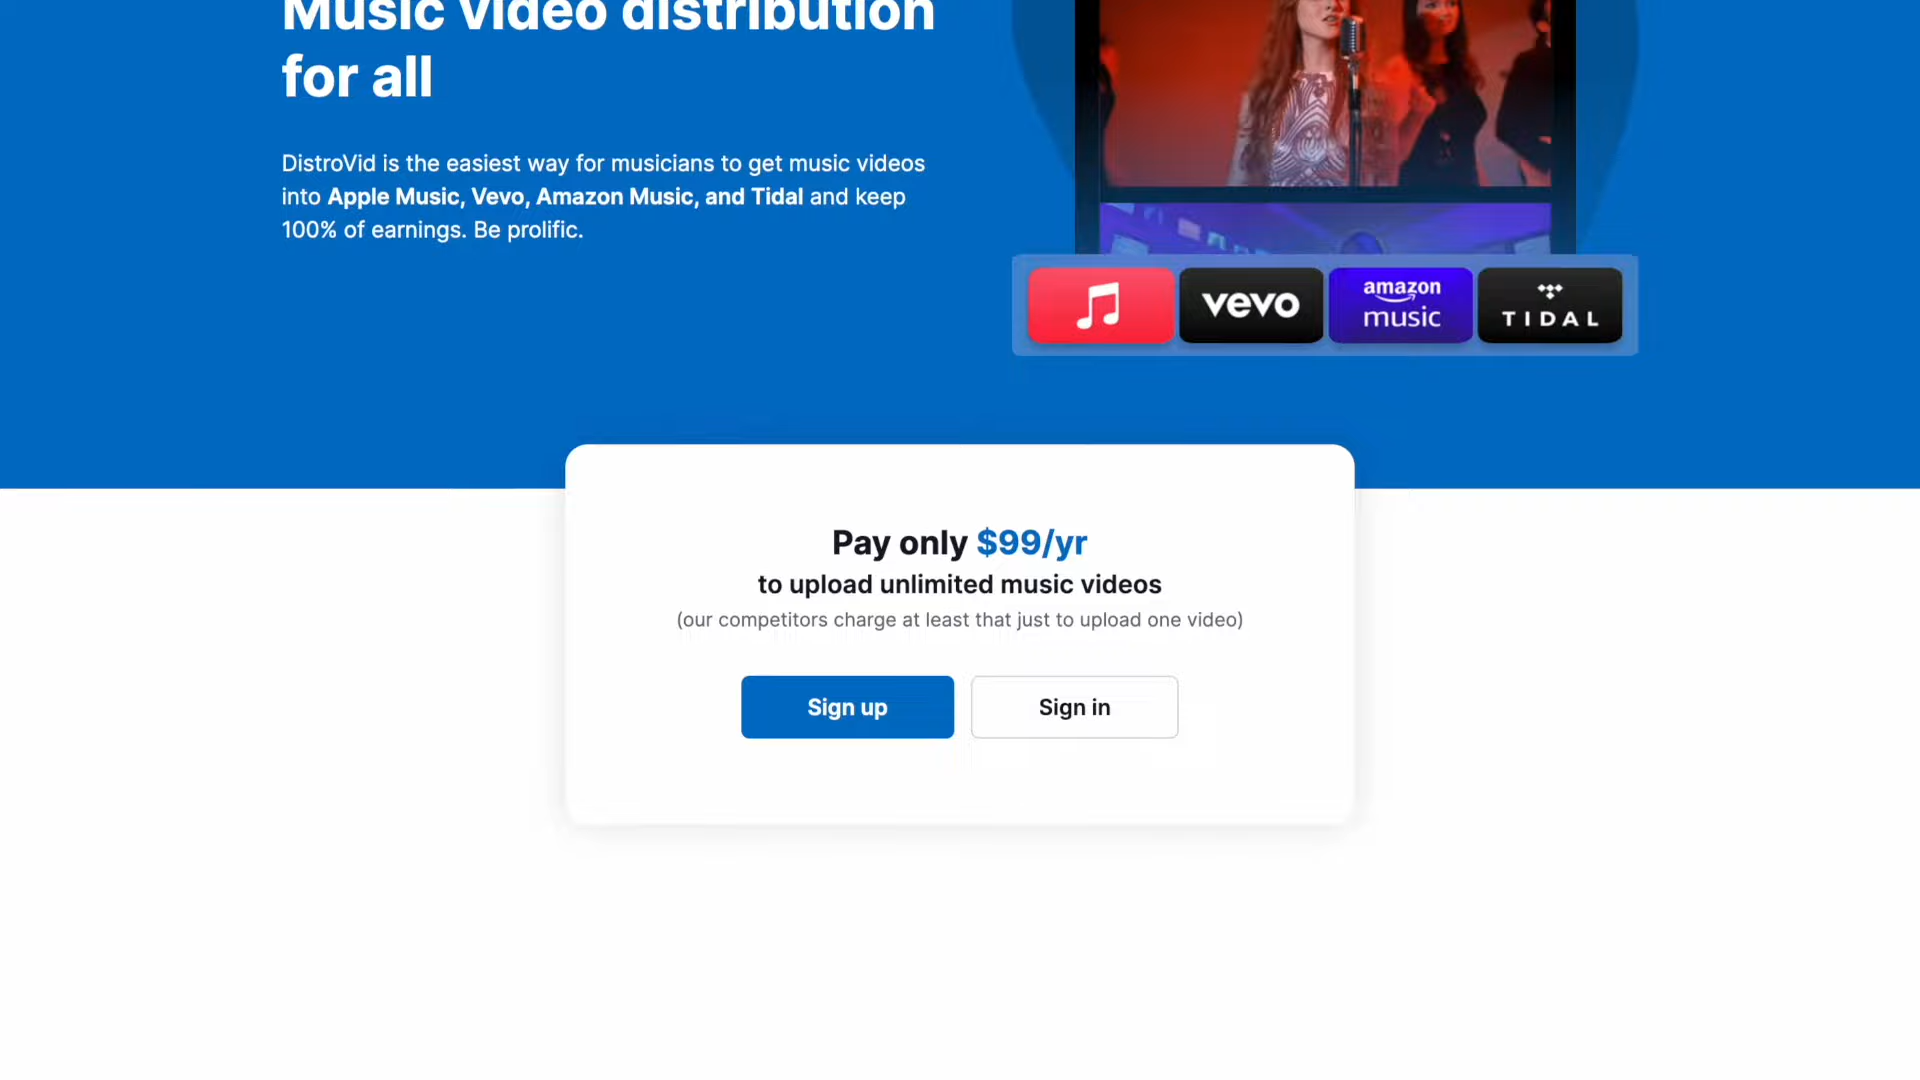 Music video distribution
for all
DistroVid is the easiest way for musicians to get music videos
into Apple Music, Vevo, Amazon Music, and Tidal and keep
100% of earnings. Be prolific.
vevo
amazon
music
TIDAL
Pay only $99/yr
to upload unlimited music videos
(our competitors charge at least that just to upload one video)
Sign up
Sign in